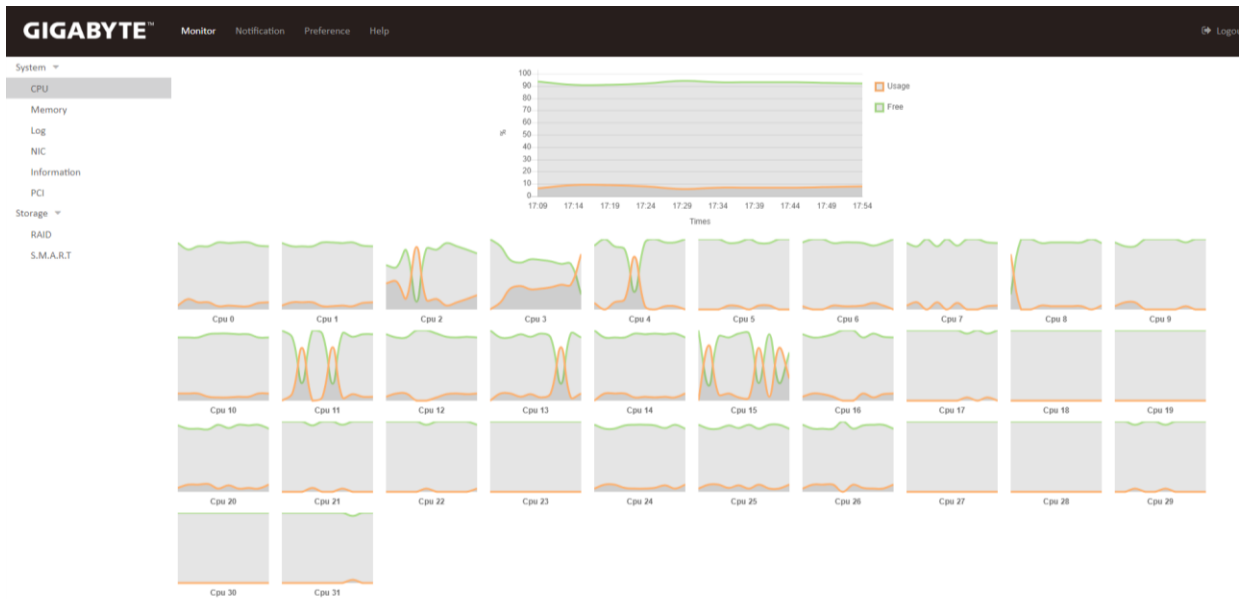 GIGABYTE™ Monitor Notification Preference Help Logou
System
CPU
Memory
Log
NIC
Information
PCI
Storage
RAID
S.M.A.R.T
100
90
80
70
60
50
40
30
20
10
0
%
17:09 17:14 17:19 17:24 17:29 17:34 17:39 17:44 17:49 17:54
Times
Usage
Free
Cpu 0 Cpu 1 Cpu 2 Cpu 3 Cpu 4 Cpu 5 Cpu 6 Cpu 7 Cpu 8 Cpu 9
Cpu 10 Cpu 11 Cpu 12 Cpu 13 Cpu 14 Cpu 15 Cpu 16 Cpu 17 Cpu 18 Cpu 19
Cpu 20 Cpu 21 Cpu 22 Cpu 23 Cpu 24 Cpu 25 Cpu 26 Cpu 27 Cpu 28 Cpu 29
Cpu 30 Cpu 31